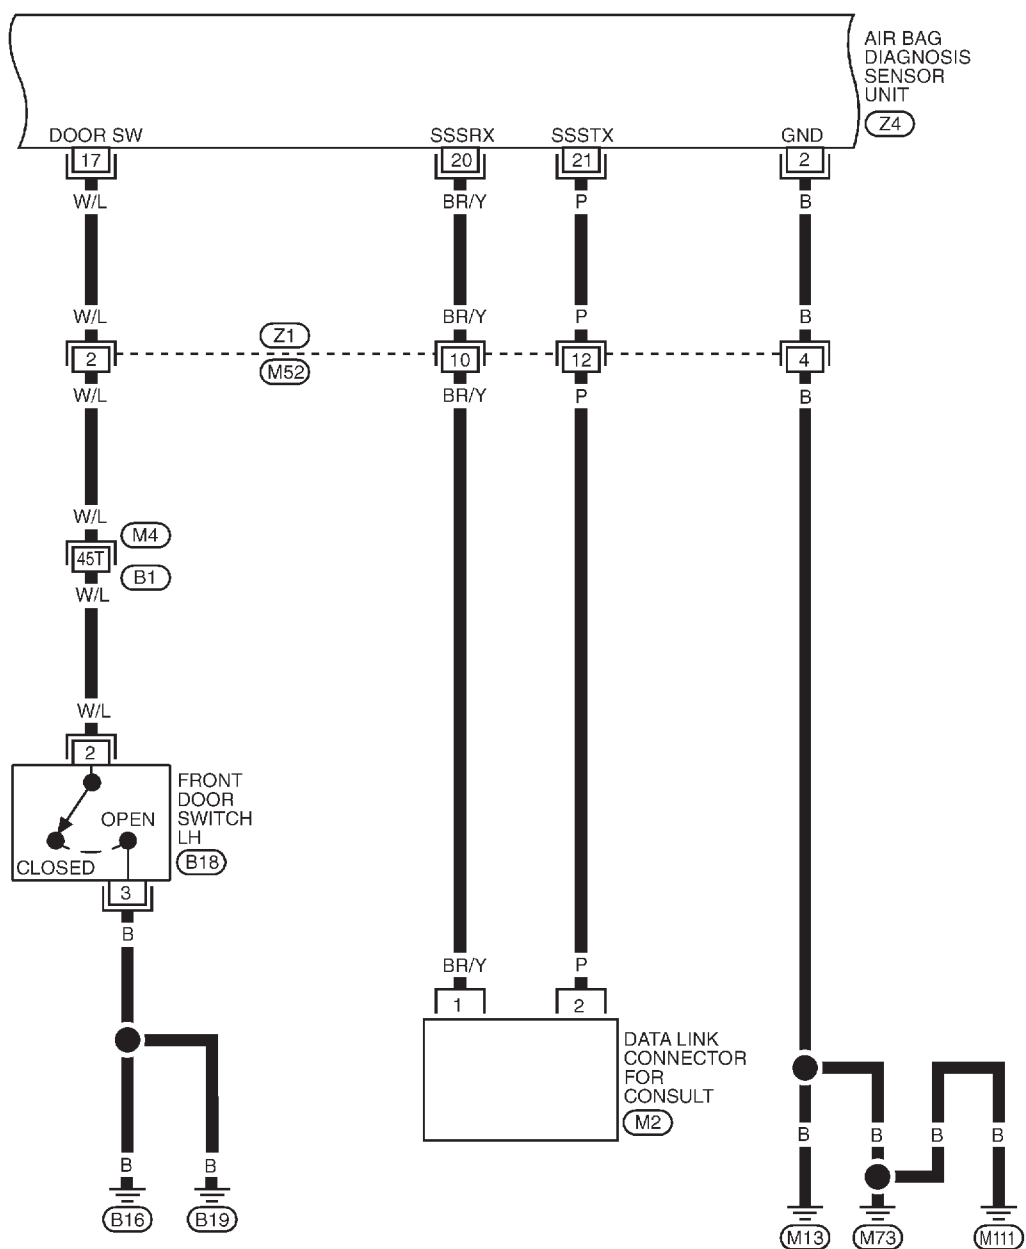 AIR BAG
DIAGNOSIS
SENSOR
UNIT
Z4
DOOR SW
SSSRX
SSSTX
GND
17
20
21
2
W/L
BR/Y
P
B
W/L
BR/Y
P
B
Z1
2
10
12
4
M52
W/L
BR/Y
P
B
W/L
M4
45T
B1
W/L
W/L
2
FRONT
DOOR
SWITCH
LH
B18
OPEN
CLOSED
3
B
BR/Y
P
1
2
DATA LINK
CONNECTOR
FOR
CONSULT
M2
B
B
B
B
B
B
B16
B19
M13
M73
M111